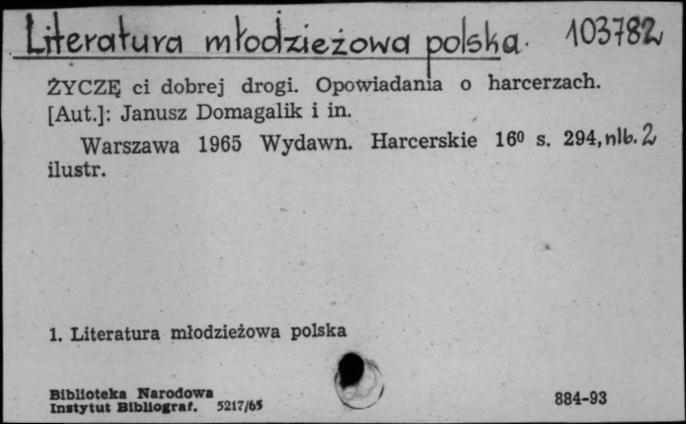 Literatura młodzieżowa polska. 103782
ŻYCZĘ ci dobrej drogi. Opowiadania o harcerzach.
[Aut.]: Janusz Domagalik i in.
Warszawa 1965 Wydawn. Harcerskie 16⁰ s. 294, nlb. 2
ilustr.
1. Literatura młodzieżowa polska
Biblioteka Narodowa
Instytut Bibliograf. 5217/65
884-93